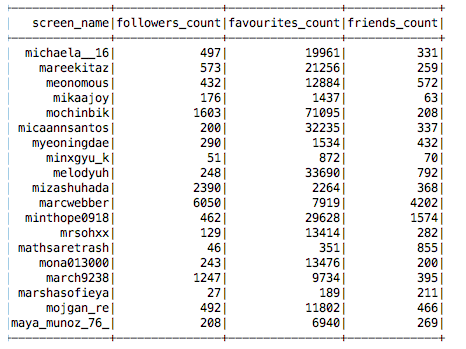 screen_name|followers_count|favourites_count|friends_count|
michaela__16| 497| 19961| 331|
mareekitaz| 573| 21256| 259|
meonomous| 432| 12884| 572|
mikaajoy| 176| 1437| 63|
mochinbik| 1603| 71095| 208|
micaannsantos| 200| 32235| 337|
myeoningdae| 290| 1534| 432|
minxgyu_k| 51| 872| 70|
melodyuh| 248| 33690| 792|
mizashuhada| 2390| 2264| 368|
marcwebber| 6050| 7919| 4202|
minthope0918| 462| 29628| 1574|
mrsohxx| 129| 13414| 282|
mathsaretrash| 46| 351| 855|
mona013000| 243| 13476| 200|
march9238| 1247| 9734| 395|
marshasofieya| 27| 189| 211|
mojgan_re| 492| 11802| 466|
maya_munoz_76_| 208| 6940| 269|